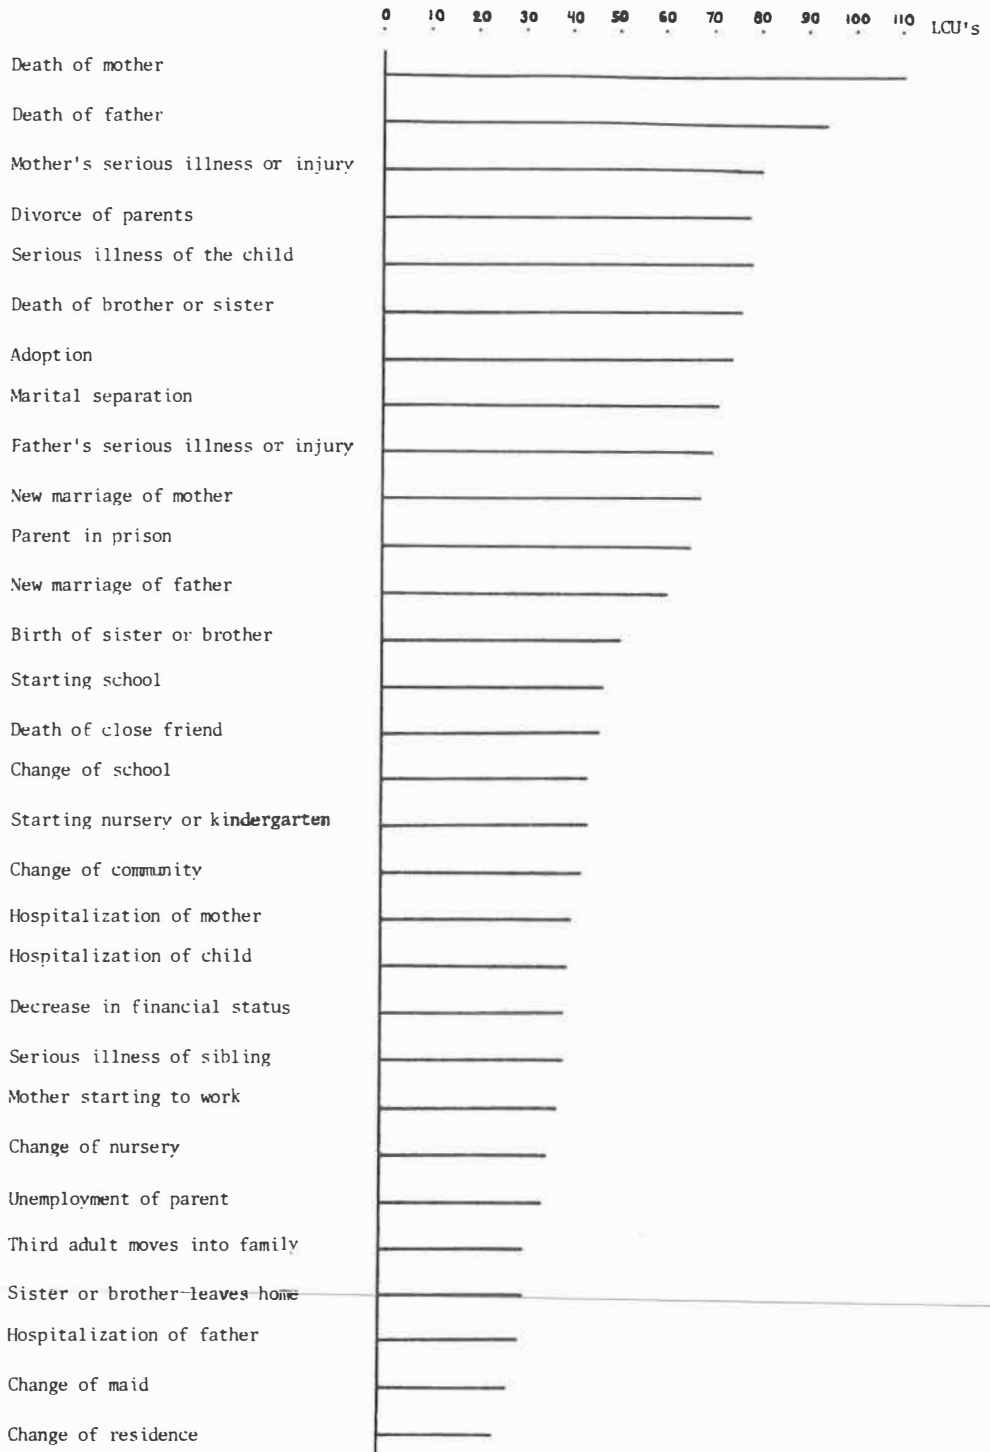 0 10 20 30 40 50 60 70 80 90 100 110 LCU's
Death of mother
Death of father
Mother's serious illness or injury
Divorce of parents
Serious illness of the child
Death of brother or sister
Adoption
Marital separation
Father's serious illness or injury
New marriage of mother
Parent in prison
New marriage of father
Birth of sister or brother
Starting school
Death of close friend
Change of school
Starting nursery or kindergarten
Change of community
Hospitalization of mother
Hospitalization of child
Decrease in financial status
Serious illness of sibling
Mother starting to work
Change of nursery
Unemployment of parent
Third adult moves into family
Sister or brother leaves home
Hospitalization of father
Change of maid
Change of residence